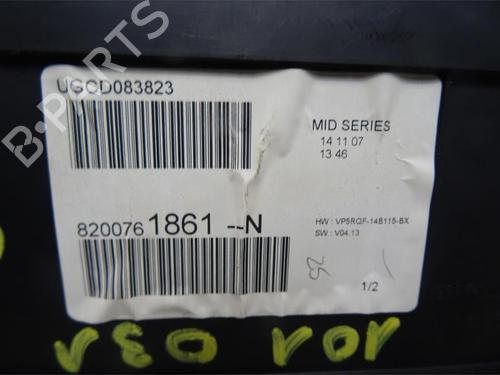 UGCD083823
MID SERIES
14 11 07
13 46
HW : VP5RQF-14B115-BX
SW : V04.13
8200761861 --N
1/2
B-PARTS